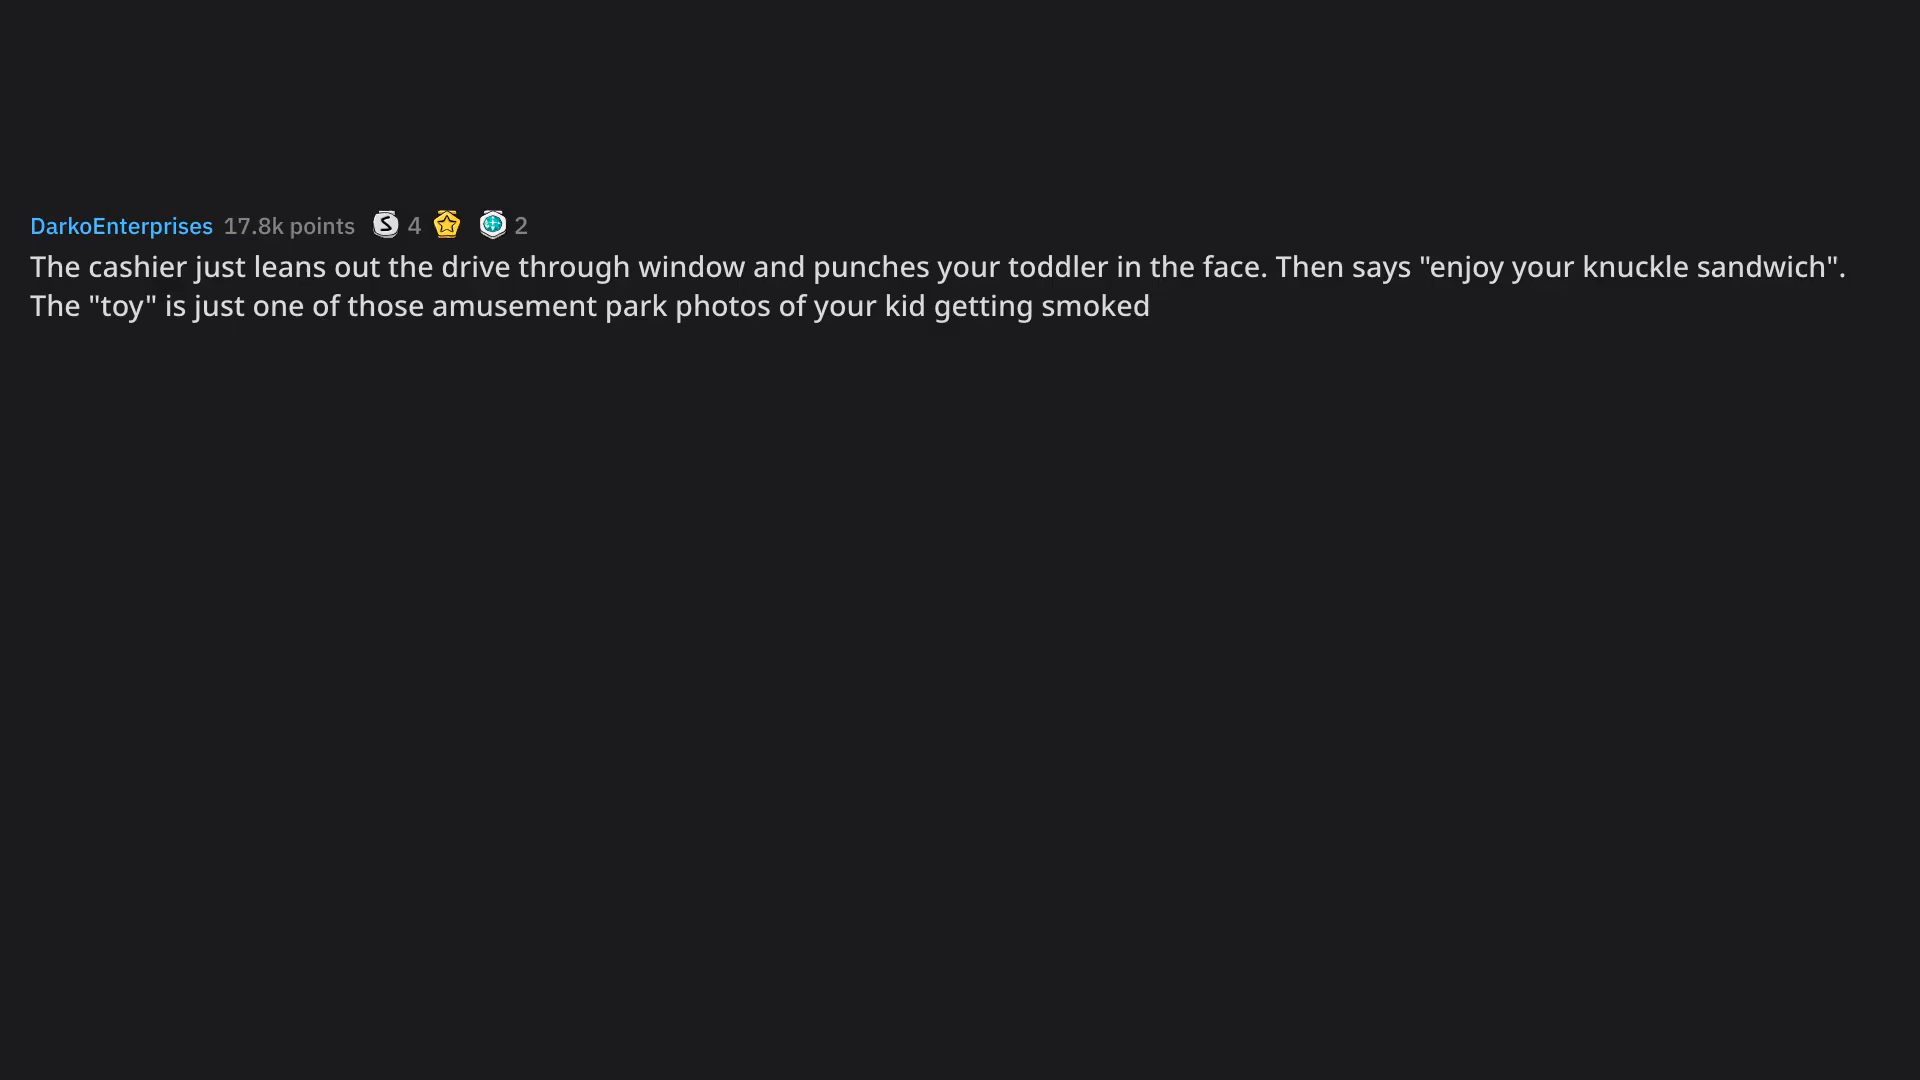 DarkoEnterprises 17.8k points S 4 2
The cashier just leans out the drive through window and punches your toddler in the face. Then says "enjoy your knuckle sandwich".
The "toy" is just one of those amusement park photos of your kid getting smoked